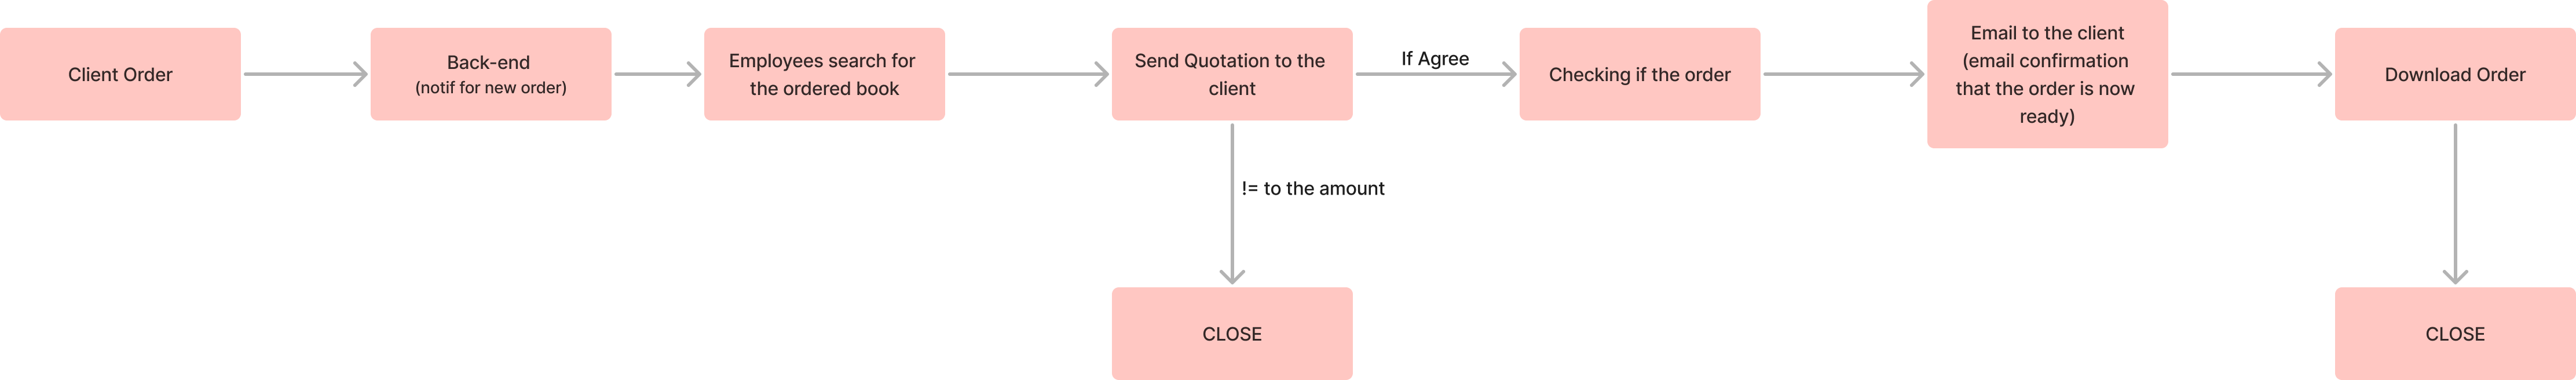 Client Order
Back-end
(notif for new order)
Employees search for
the ordered book
Send Quotation to the
client
If Agree
Checking if the order
Email to the client
(email confirmation
that the order is now
ready)
Download Order
!= to the amount
CLOSE
CLOSE